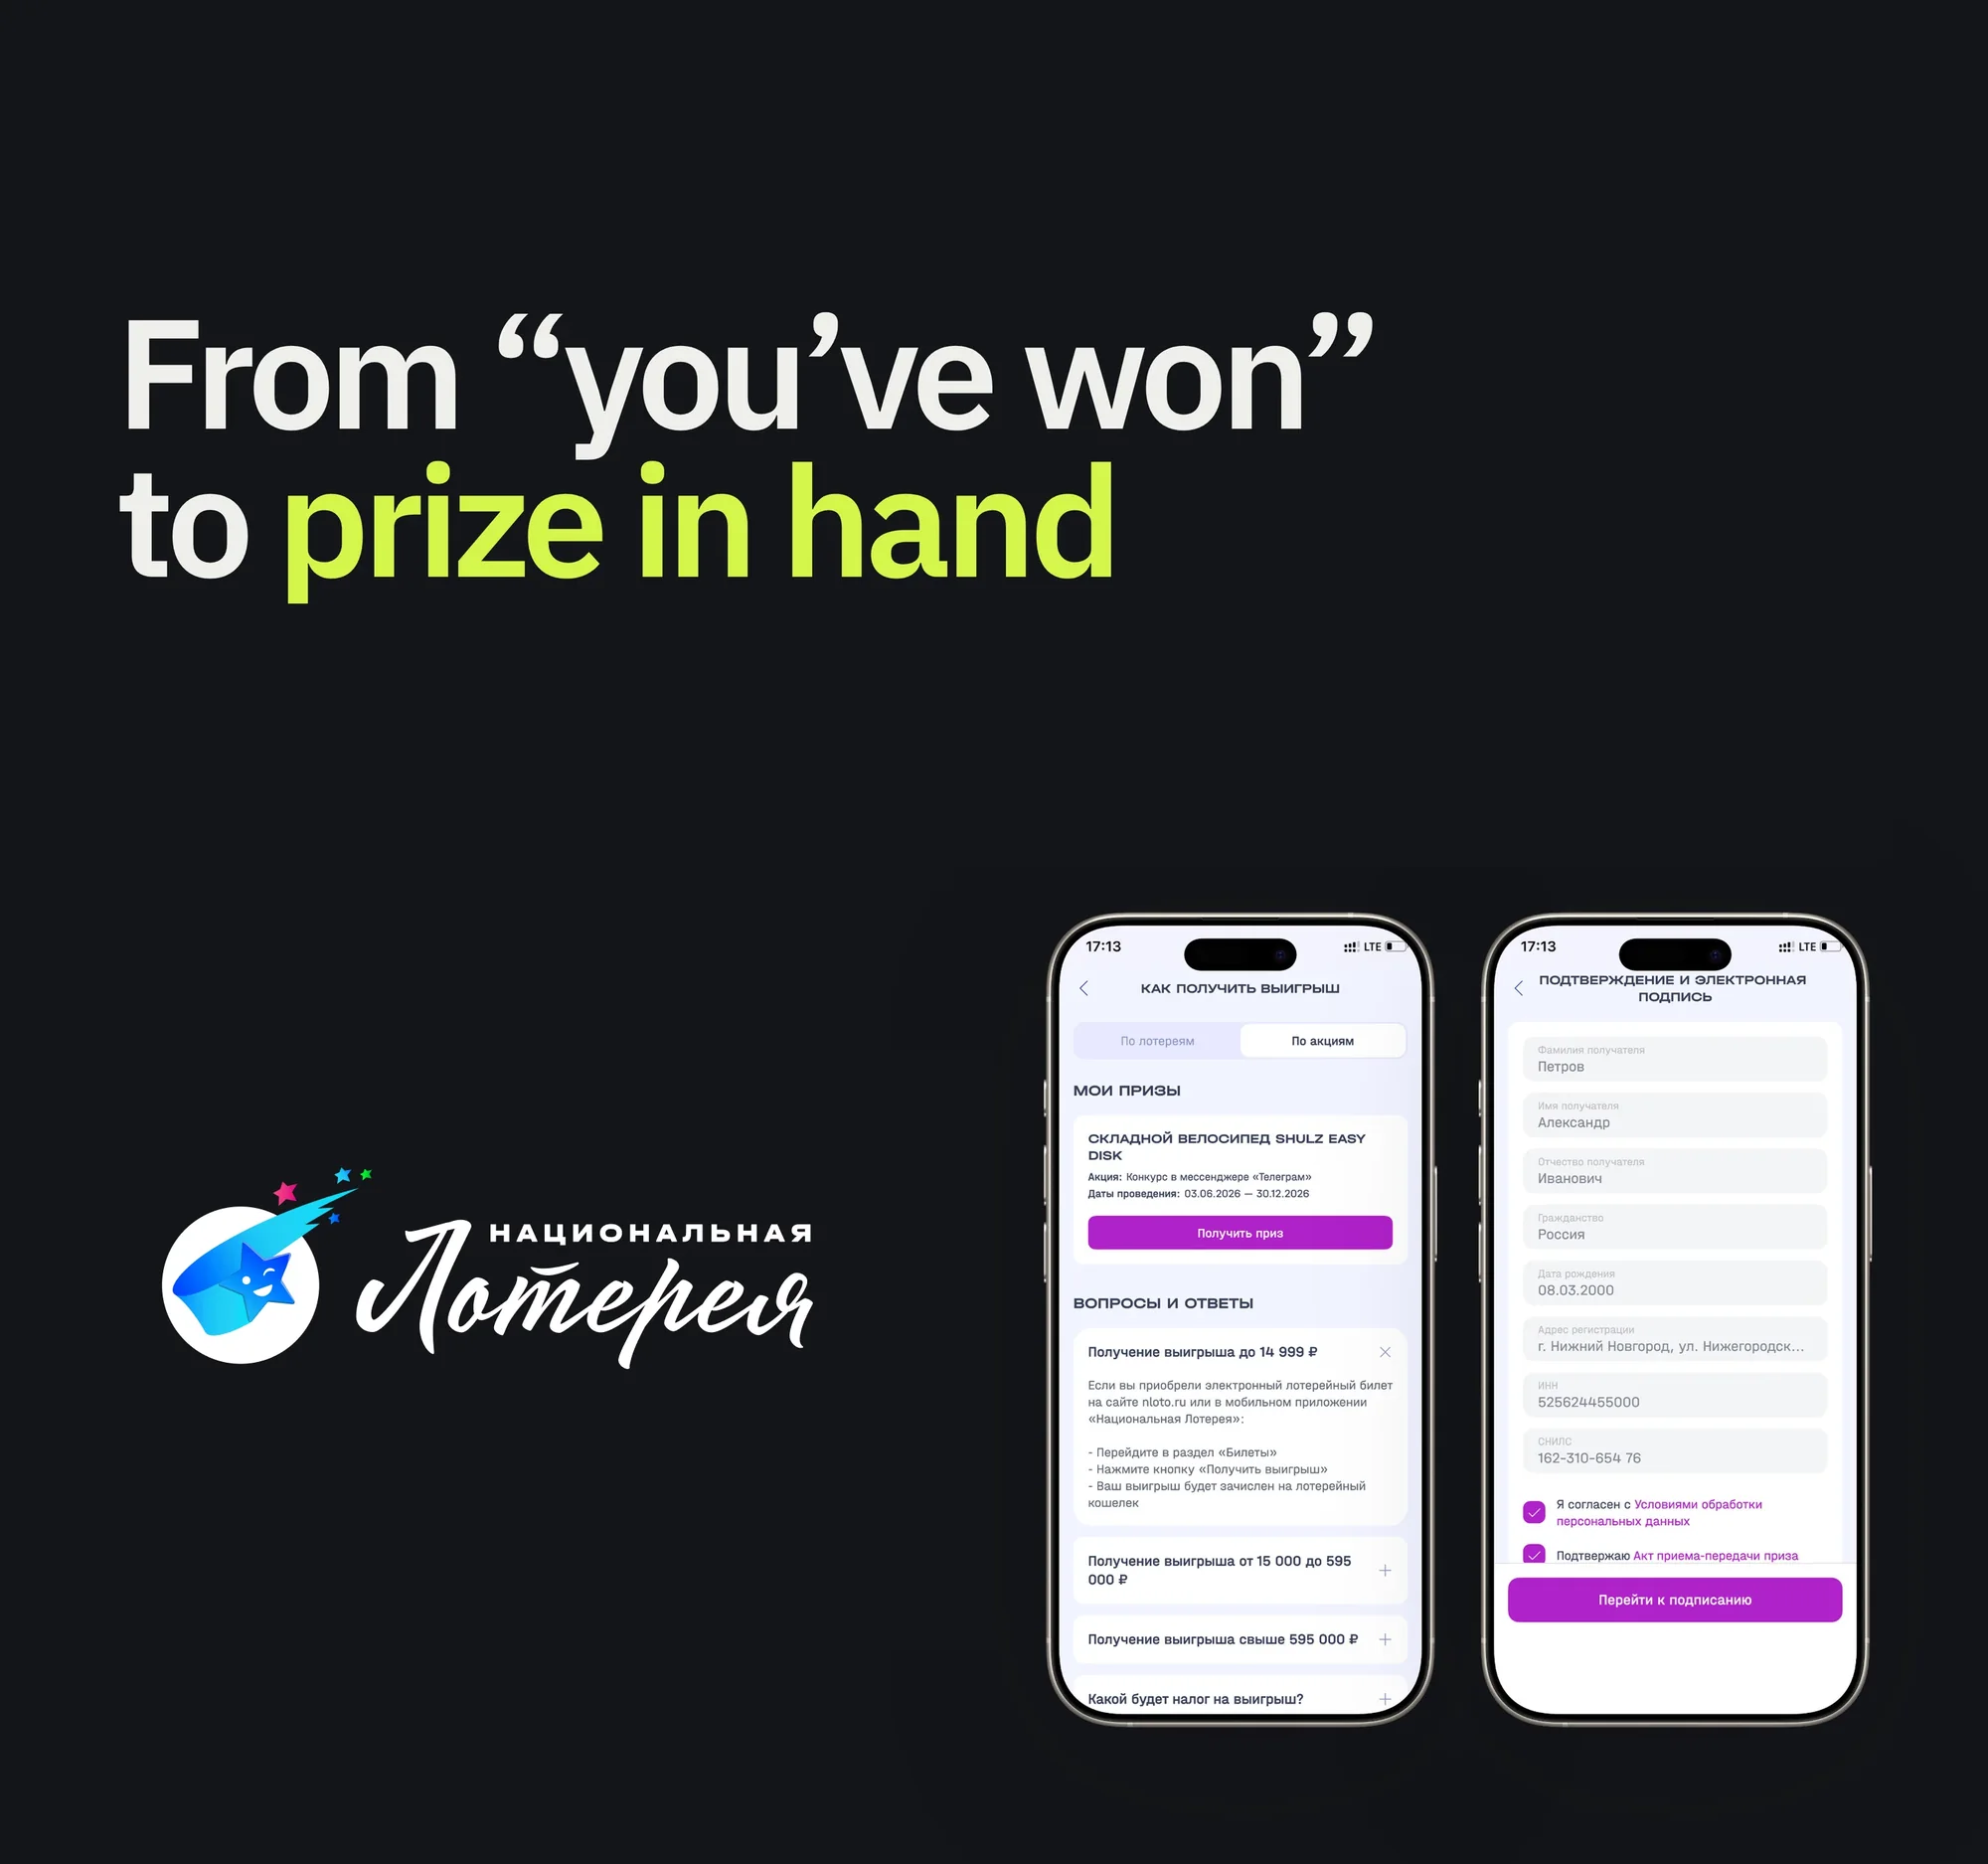 From “you’ve won”
to prize in hand
НАЦИОНАЛЬНАЯ
Лотерея
17:13
LTE
КАК ПОЛУЧИТЬ ВЫИГРЫШ
По лотереям
По акциям
МОИ ПРИЗЫ
СКЛАДНОЙ ВЕЛОСИПЕД SHULZ EASY
DISK
Акция: Конкурс в мессенджере «Телеграм»
Даты проведения: 03.06.2026 — 30.12.2026
Получить приз
ВОПРОСЫ И ОТВЕТЫ
Получение выигрыша до 14 999 ₽
Если вы приобрели электронный лотерейный билет
на сайте nloto.ru или в мобильном приложении
«Национальная Лотерея»:
- Перейдите в раздел «Билеты»
- Нажмите кнопку «Получить выигрыш»
- Ваш выигрыш будет зачислен на лотерейный
кошелек
Получение выигрыша от 15 000 до 595
000 ₽
Получение выигрыша свыше 595 000 ₽
Какой будет налог на выигрыш?
17:13
LTE
ПОДТВЕРЖДЕНИЕ И ЭЛЕКТРОННАЯ
ПОДПИСЬ
Фамилия получателя
Петров
Имя получателя
Александр
Отчество получателя
Иванович
Гражданство
Россия
Дата рождения
08.03.2000
Адрес регистрации
г. Нижний Новгород, ул. Нижегородск...
ИНН
525624455000
СНИЛС
162-310-654 76
Я согласен с Условиями обработки
персональных данных
Подтвержаю Акт приема-передачи приза
Перейти к подписанию